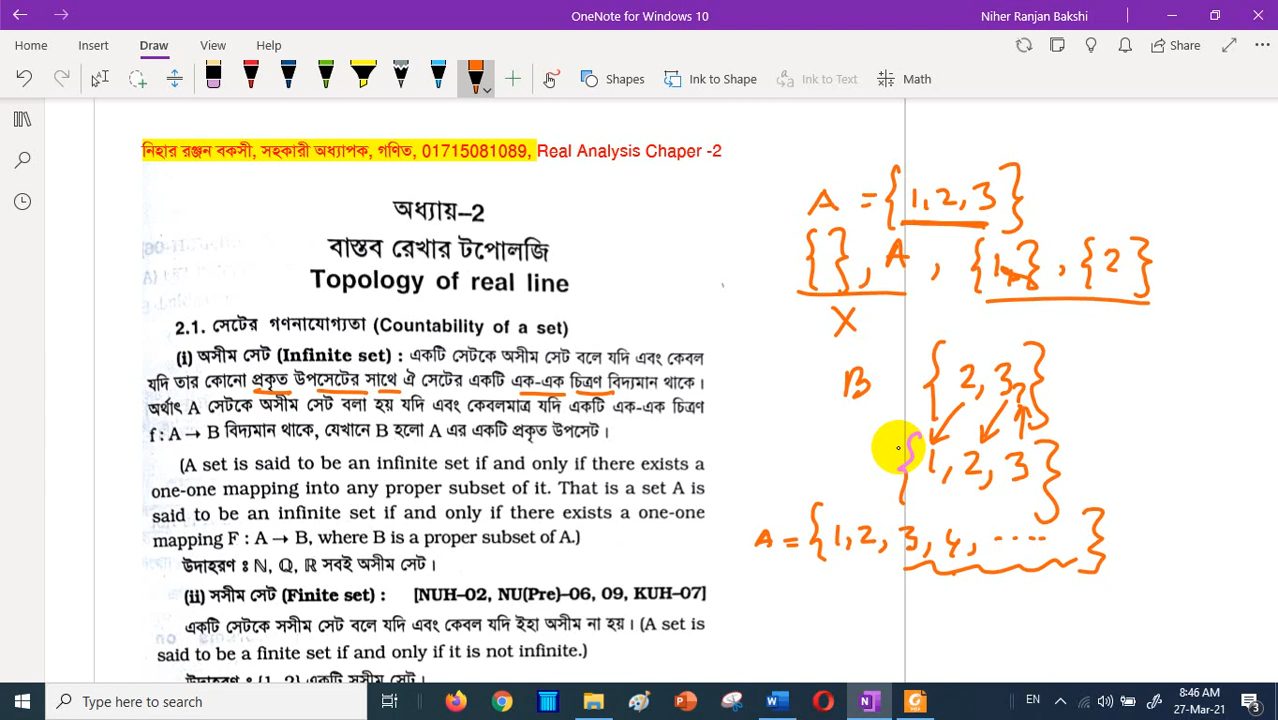 OneNote for Windows 10
Niher Ranjan Bakshi
Home Insert Draw View Help
Share
Shapes Ink to Shape Ink to Text Math
নিহার রঞ্জন বকসী, সহকারী অধ্যাপক, গণিত, 01715081089, Real Analysis Chaper -2
অধ্যায়–2
বাস্তব রেখার টপোলজি
Topology of real line
2.1. সেটের গণনাযোগ্যতা (Countability of a set)
(i) অসীম সেট (Infinite set) : একটি সেটকে অসীম সেট বলে যদি এবং কেবল
যদি তার কোনো প্রকৃত উপসেটের সাথে ঐ সেটের একটি এক-এক চিত্রণ বিদ্যমান থাকে।
অর্থাৎ A সেটকে অসীম সেট বলা হয় যদি এবং কেবলমাত্র যদি একটি এক-এক চিত্রণ
f : A → B বিদ্যমান থাকে, যেখানে B হলো A এর একটি প্রকৃত উপসেট।
(A set is said to be an infinite set if and only if there exists a
one-one mapping into any proper subset of it. That is a set A is
said to be an infinite set if and only if there exists a one-one
mapping F : A → B, where B is a proper subset of A.)
উদাহরণ ঃ ℕ, ℚ, ℝ সবই অসীম সেট।
(ii) সসীম সেট (Finite set) : [NUH–02, NU(Pre)–06, 09, KUH–07]
একটি সেটকে সসীম সেট বলে যদি এবং কেবল যদি ইহা অসীম না হয়। (A set is
said to be a finite set if and only if it is not infinite.)
উদাহরণ ঃ {1, 2} একটি সসীম সেট।
A = {1, 2, 3}
{ }, A, {1, }, {2}
X
B {2, 3, }
{1, 2, 3}
A = {1, 2, 3, 4, ....}
Type here to search
EN
8:46 AM
27-Mar-21
3